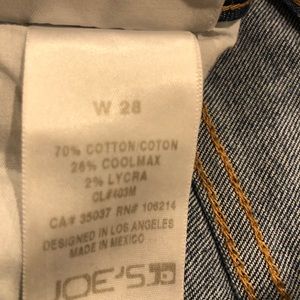 W 28
70% COTTON/COTON
26% COOLMAX
2% LYCRA
CL#403M
CA# 35037 RN# 106214
DESIGNED IN LOS ANGELES
MADE IN MEXICO
JOE'S